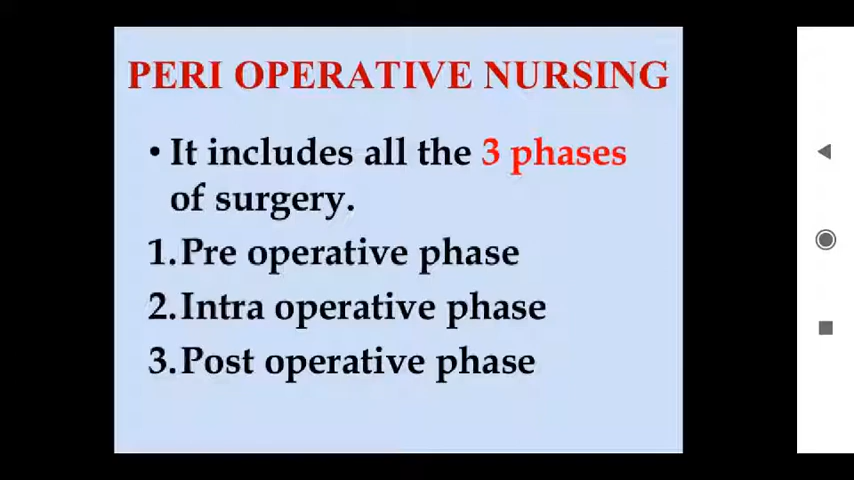 PERI OPERATIVE NURSING
• It includes all the 3 phases
of surgery.
1.Pre operative phase
2.Intra operative phase
3.Post operative phase